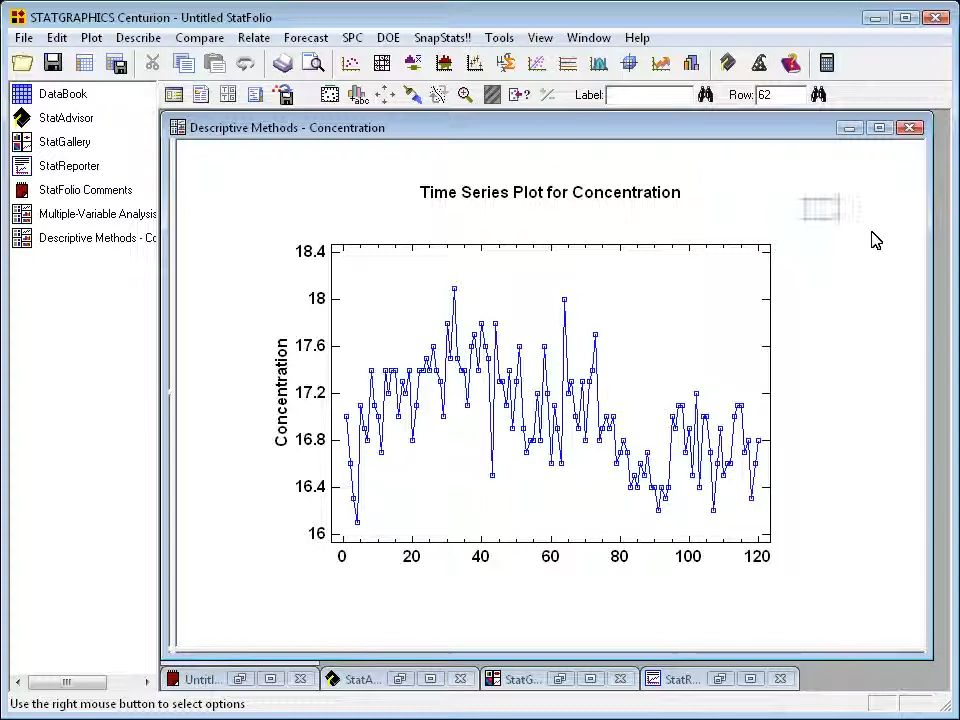 STATGRAPHICS Centurion - Untitled StatFolio
File Edit Plot Describe Compare Relate Forecast SPC DOE SnapStats!! Tools View Window Help
Label: Row: 62
DataBook
StatAdvisor
StatGallery
StatReporter
StatFolio Comments
Multiple-Variable Analysis
Descriptive Methods - Co
Descriptive Methods - Concentration
Time Series Plot for Concentration
18.4
18
17.6
17.2
16.8
16.4
16
Concentration
0 20 40 60 80 100 120
Untitl... StatA... StatG... StatR...
Use the right mouse button to select options